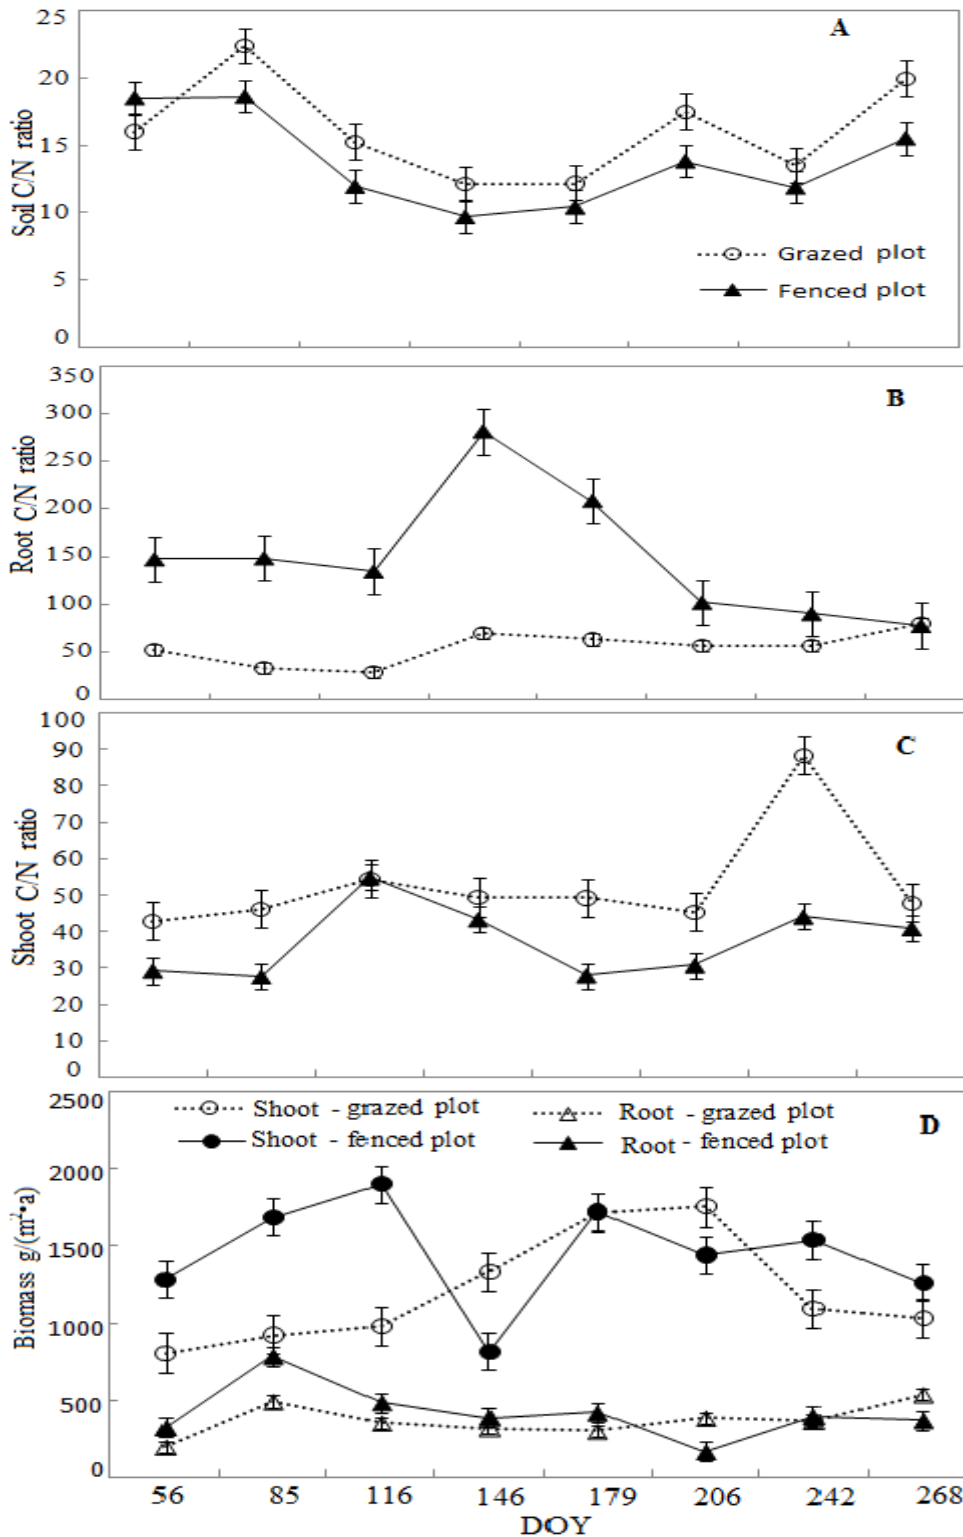 A
25
20
15
10
5
0
Soil C/N ratio
Grazed plot
Fenced plot
B
350
300
250
200
150
100
50
0
Root C/N ratio
C
100
90
80
70
60
50
40
30
20
10
0
Shoot C/N ratio
D
Shoot - grazed plot
Root - grazed plot
Shoot - fenced plot
Root - fenced plot
2500
2000
1500
1000
500
0
Biomass g/(m²•a)
56 85 116 146 179 206 242 268
DOY